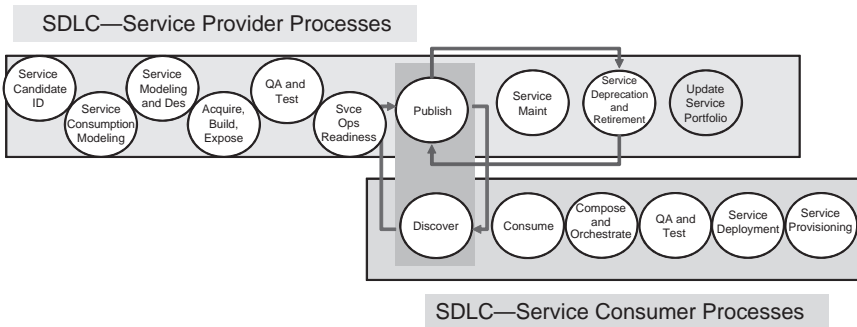 SDLC—Service Provider Processes
Service
Candidate
ID
Service
Consumption
Modeling
Service
Modeling
and Des
Acquire,
Build,
Expose
QA and
Test
Svce
Ops
Readiness
Publish
Service
Maint
Service
Deprecation
and
Retirement
Update
Service
Portfolio
Discover
Consume
Compose
and
Orchestrate
QA and
Test
Service
Deployment
Service
Provisioning
SDLC—Service Consumer Processes